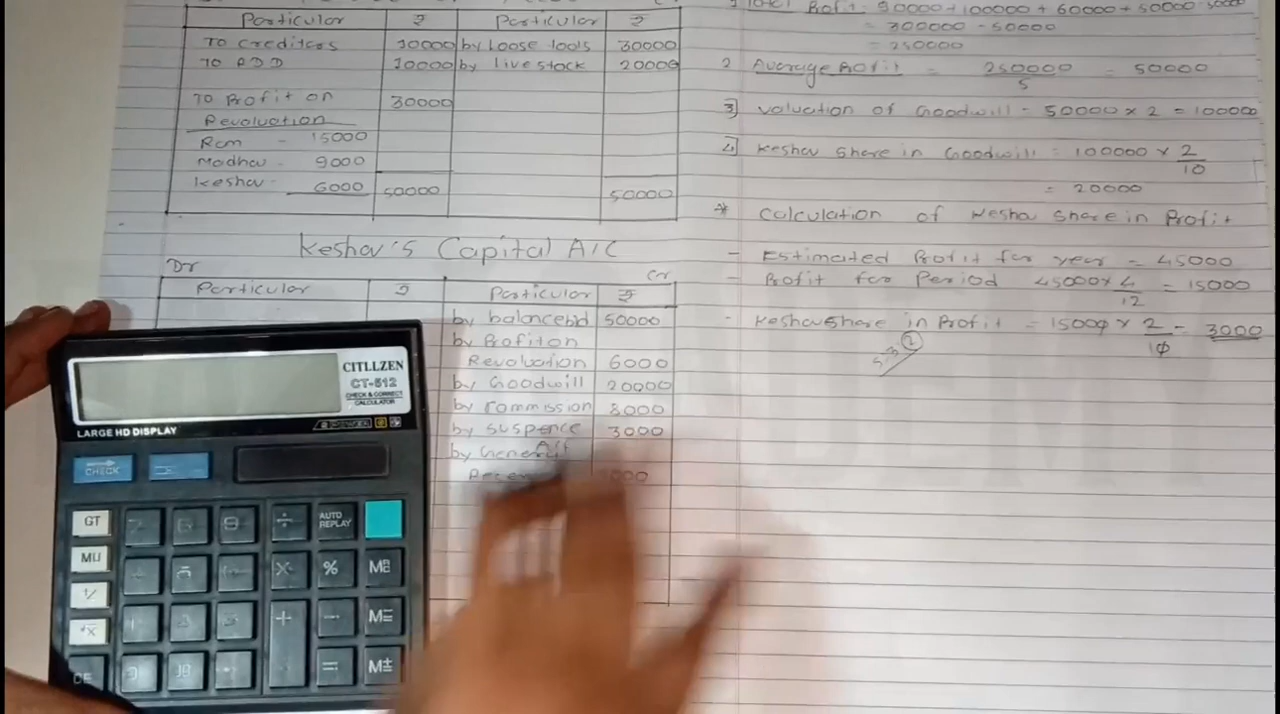 Particular ₹ Particular ₹
To Creditors 10000 by loose tools 30000
To RDD 10000 by live stock 20000
To Profit on 30000
Revaluation
Ram - 15000
Madhav - 9000
Keshav - 6000 50000 50000
Keshav's Capital A/C
Dr Cr
Particular ₹ Particular ₹
by balance b/d 50000
by Profit on
Revaluation 6000
by Goodwill 20000
by commission 8000
by suspence A/c 3000
by General
Profit = 90000 + 100000 + 60000 + 50000
= 300000 - 50000
= 250000
2 Average Profit = 250000 / 5 = 50000
3] Valuation of Goodwill = 50000 × 2 = 100000
4] Keshav Share in Goodwill = 100000 × 2/10
= 20000
* Calculation of Keshav Share in Profit
- Estimated Profit for year = 45000
- Profit for Period 45000 × 4/12 = 15000
- Keshav share in Profit = 15000 × 2/10 - 3000
5:3:2
CITLLZEN
CT-512
CHECK & CORRECT
CALCULATOR
LARGE HD DISPLAY
CHECK
GT
AUTO REPLAY
MU
%
√x
M=
M±
CE